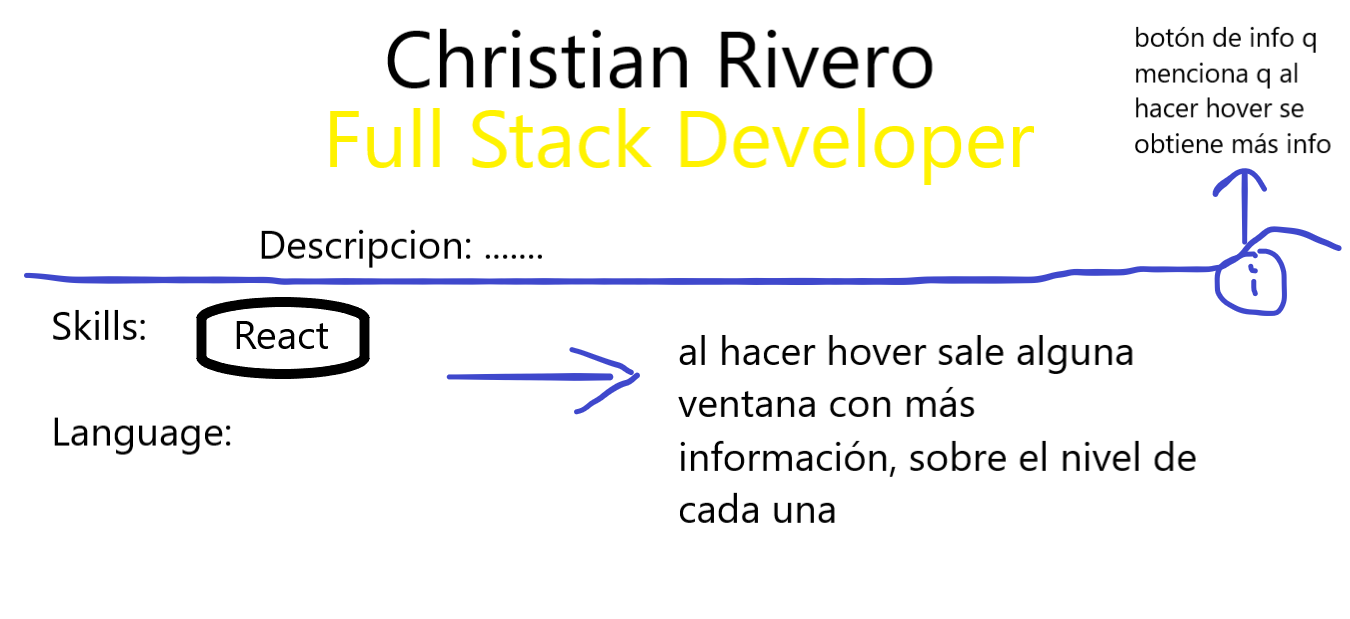 Christian Rivero
Full Stack Developer
botón de info q
menciona q al
hacer hover se
obtiene más info
Descripcion: .......
i
Skills:
React
al hacer hover sale alguna
ventana con más
información, sobre el nivel de
cada una
Language: